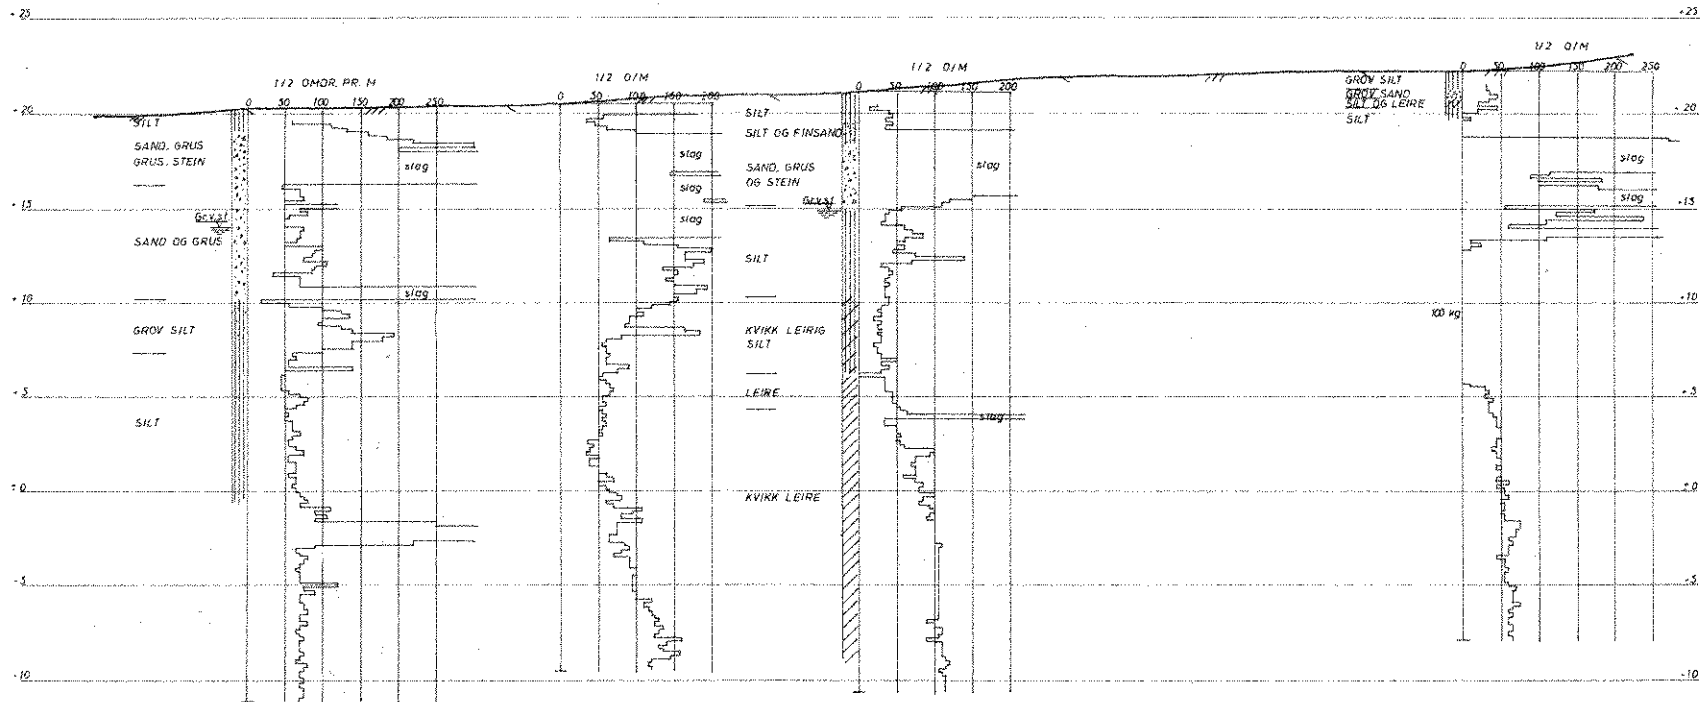 +25
+25
1/2 O/M
1/2 O/M
1/2 O/M
1/2 OMDR. PR. M
0 50 100 150 200 250
0 50 100 150 200
0 50 100 150 200
0 50 100 150 200 250
+20
+20
SILT
SAND, GRUS
GRUS, STEIN
slag
Grv.st
SAND OG GRUS
slag
GROV SILT
SILT
slag
slag
slag
SILT
SILT OG FINSAND
SAND, GRUS
OG STEIN
slag
Grv.st
SILT
KVIKK LEIRIG
SILT
LEIRE
slag
KVIKK LEIRE
GROV SILT
GROV SAND
SILT OG LEIRE
SILT
slag
slag
100 kg
+15
+15
+10
+10
+5
+5
±0
±0
-5
-5
-10
-10